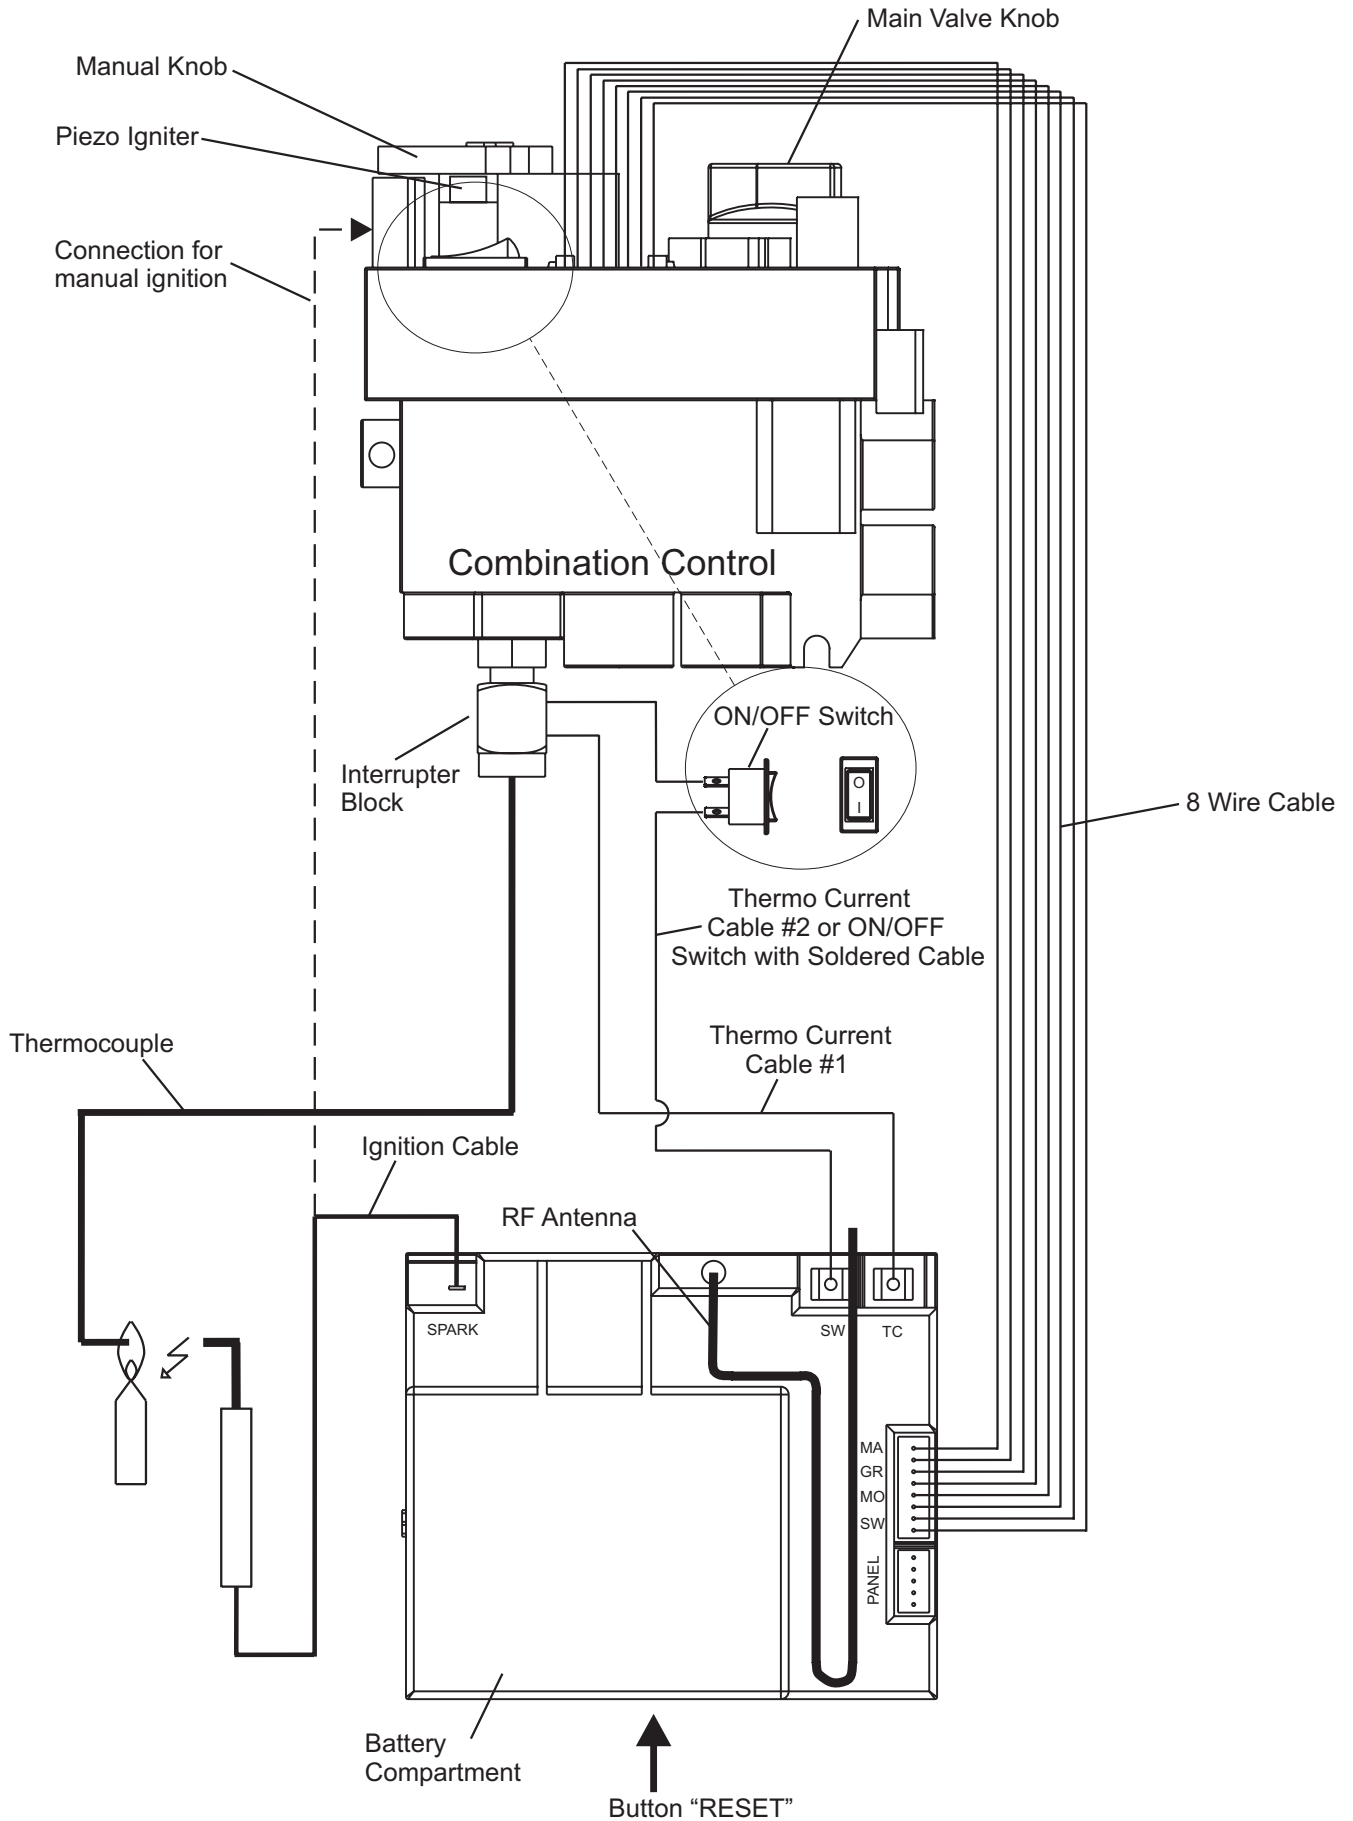 Main Valve Knob
Manual Knob
Piezo Igniter
Connection for
manual ignition
Combination Control
ON/OFF Switch
Interrupter
Block
8 Wire Cable
Thermo Current
Cable #2 or ON/OFF
Switch with Soldered Cable
Thermo Current
Cable #1
Thermocouple
Ignition Cable
RF Antenna
SPARK
SW
TC
MA
GR
MO
SW
PANEL
Battery
Compartment
Button “RESET”